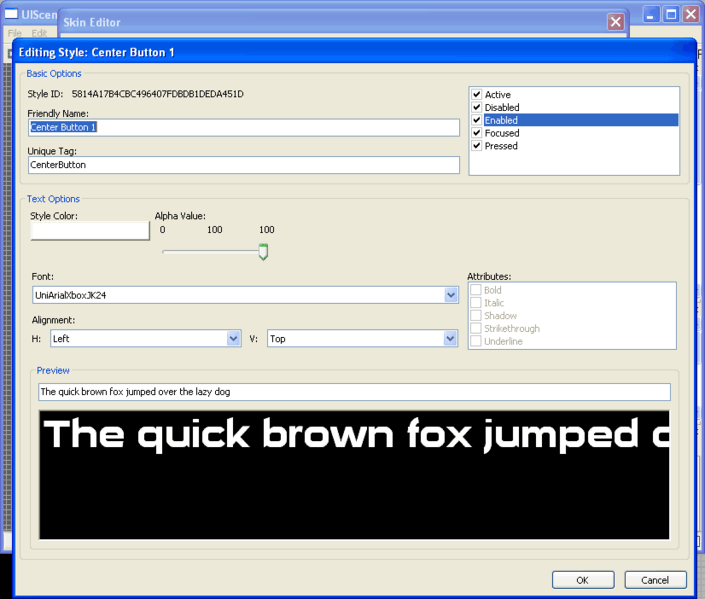 UIScen
Skin Editor
File Edit
Editing Style: Center Button 1
Basic Options
Style ID: 5814A17B4CBC496407FDBDB1DEDA451D
Friendly Name:
Center Button 1
Unique Tag:
CenterButton
Active
Disabled
Enabled
Focused
Pressed
Text Options
Style Color:
Alpha Value:
0 100 100
Font:
UniArialXboxJK24
Alignment:
H: Left V: Top
Attributes:
Bold
Italic
Shadow
Strikethrough
Underline
Preview
The quick brown fox jumped over the lazy dog
The quick brown fox jumped
OK Cancel